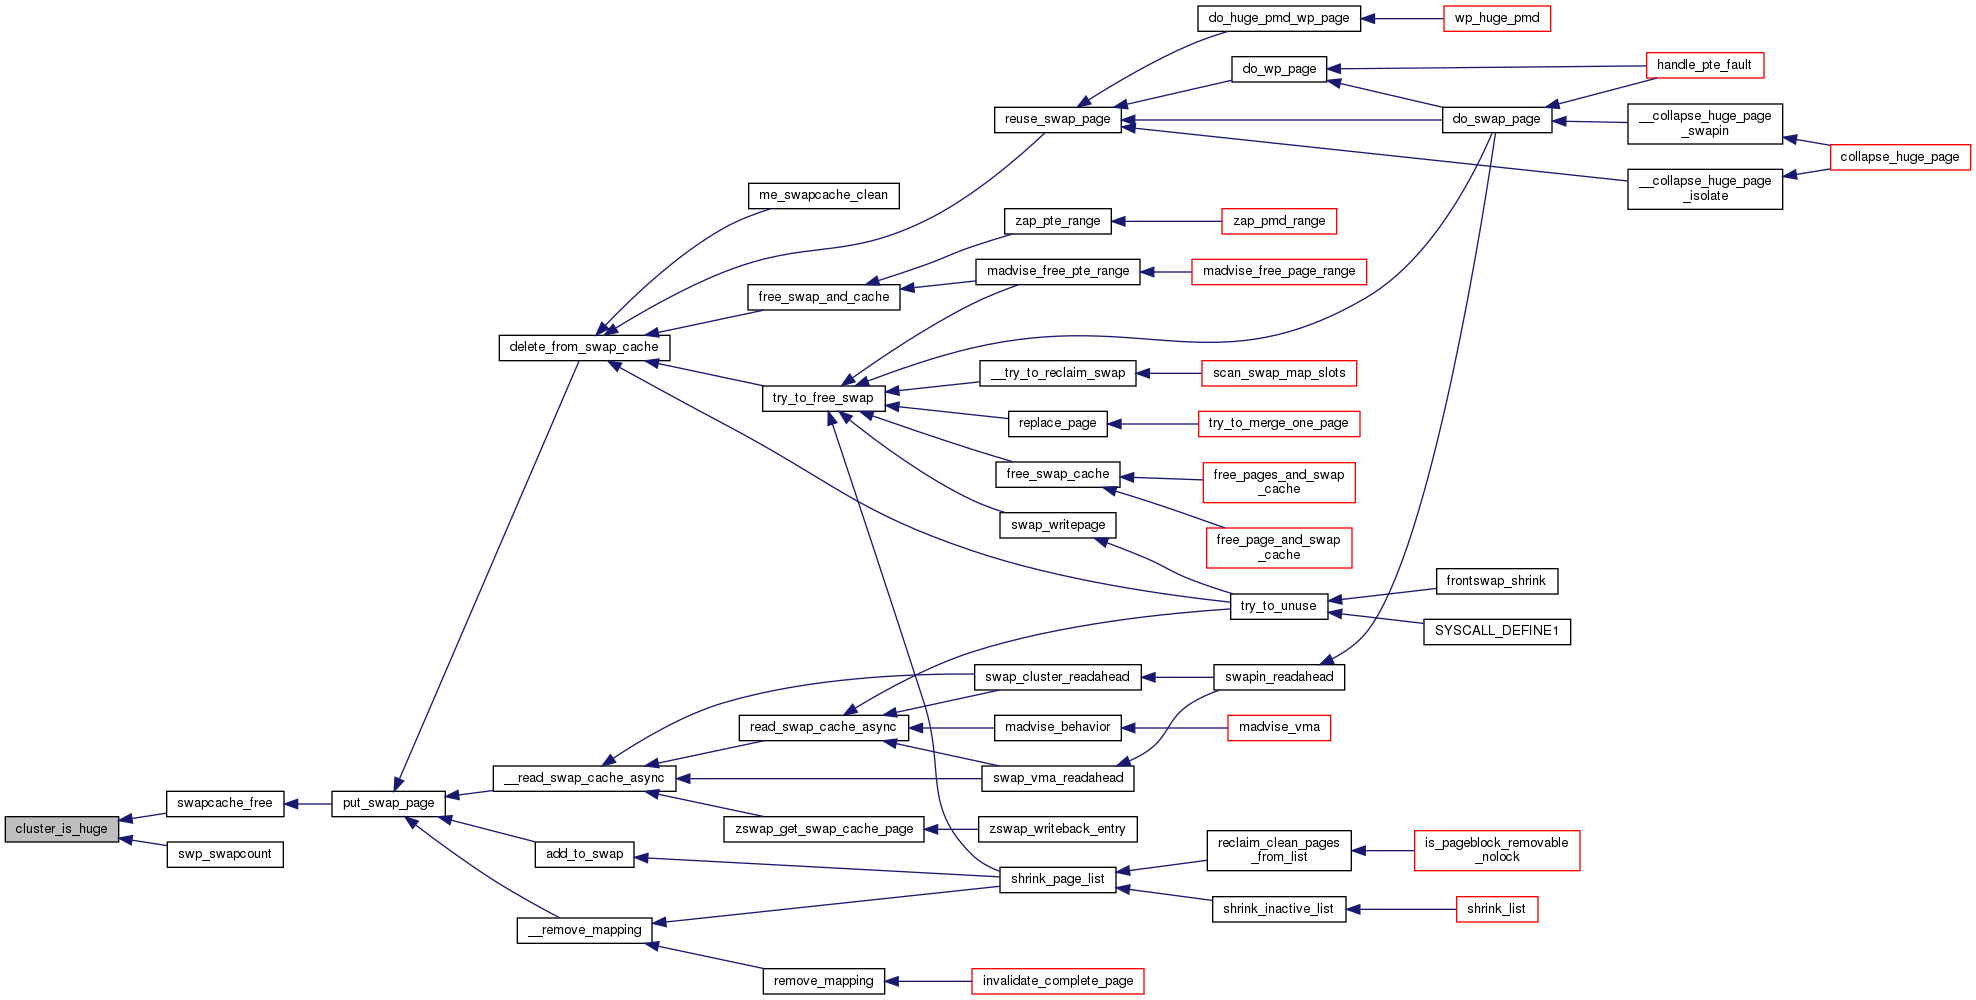 do_huge_pmd_wp_page
wp_huge_pmd
do_wp_page
handle_pte_fault
reuse_swap_page
do_swap_page
__collapse_huge_page
_swapin
collapse_huge_page
__collapse_huge_page
_isolate
me_swapcache_clean
zap_pte_range
zap_pmd_range
madvise_free_pte_range
madvise_free_page_range
free_swap_and_cache
delete_from_swap_cache
__try_to_reclaim_swap
scan_swap_map_slots
try_to_free_swap
replace_page
try_to_merge_one_page
free_swap_cache
free_pages_and_swap
_cache
swap_writepage
free_page_and_swap
_cache
frontswap_shrink
try_to_unuse
SYSCALL_DEFINE1
swap_cluster_readahead
swapin_readahead
read_swap_cache_async
madvise_behavior
madvise_vma
__read_swap_cache_async
swap_vma_readahead
swapcache_free
put_swap_page
cluster_is_huge
zswap_get_swap_cache_page
zswap_writeback_entry
swp_swapcount
add_to_swap
reclaim_clean_pages
_from_list
is_pageblock_removable
_nolock
shrink_page_list
shrink_inactive_list
shrink_list
__remove_mapping
remove_mapping
invalidate_complete_page